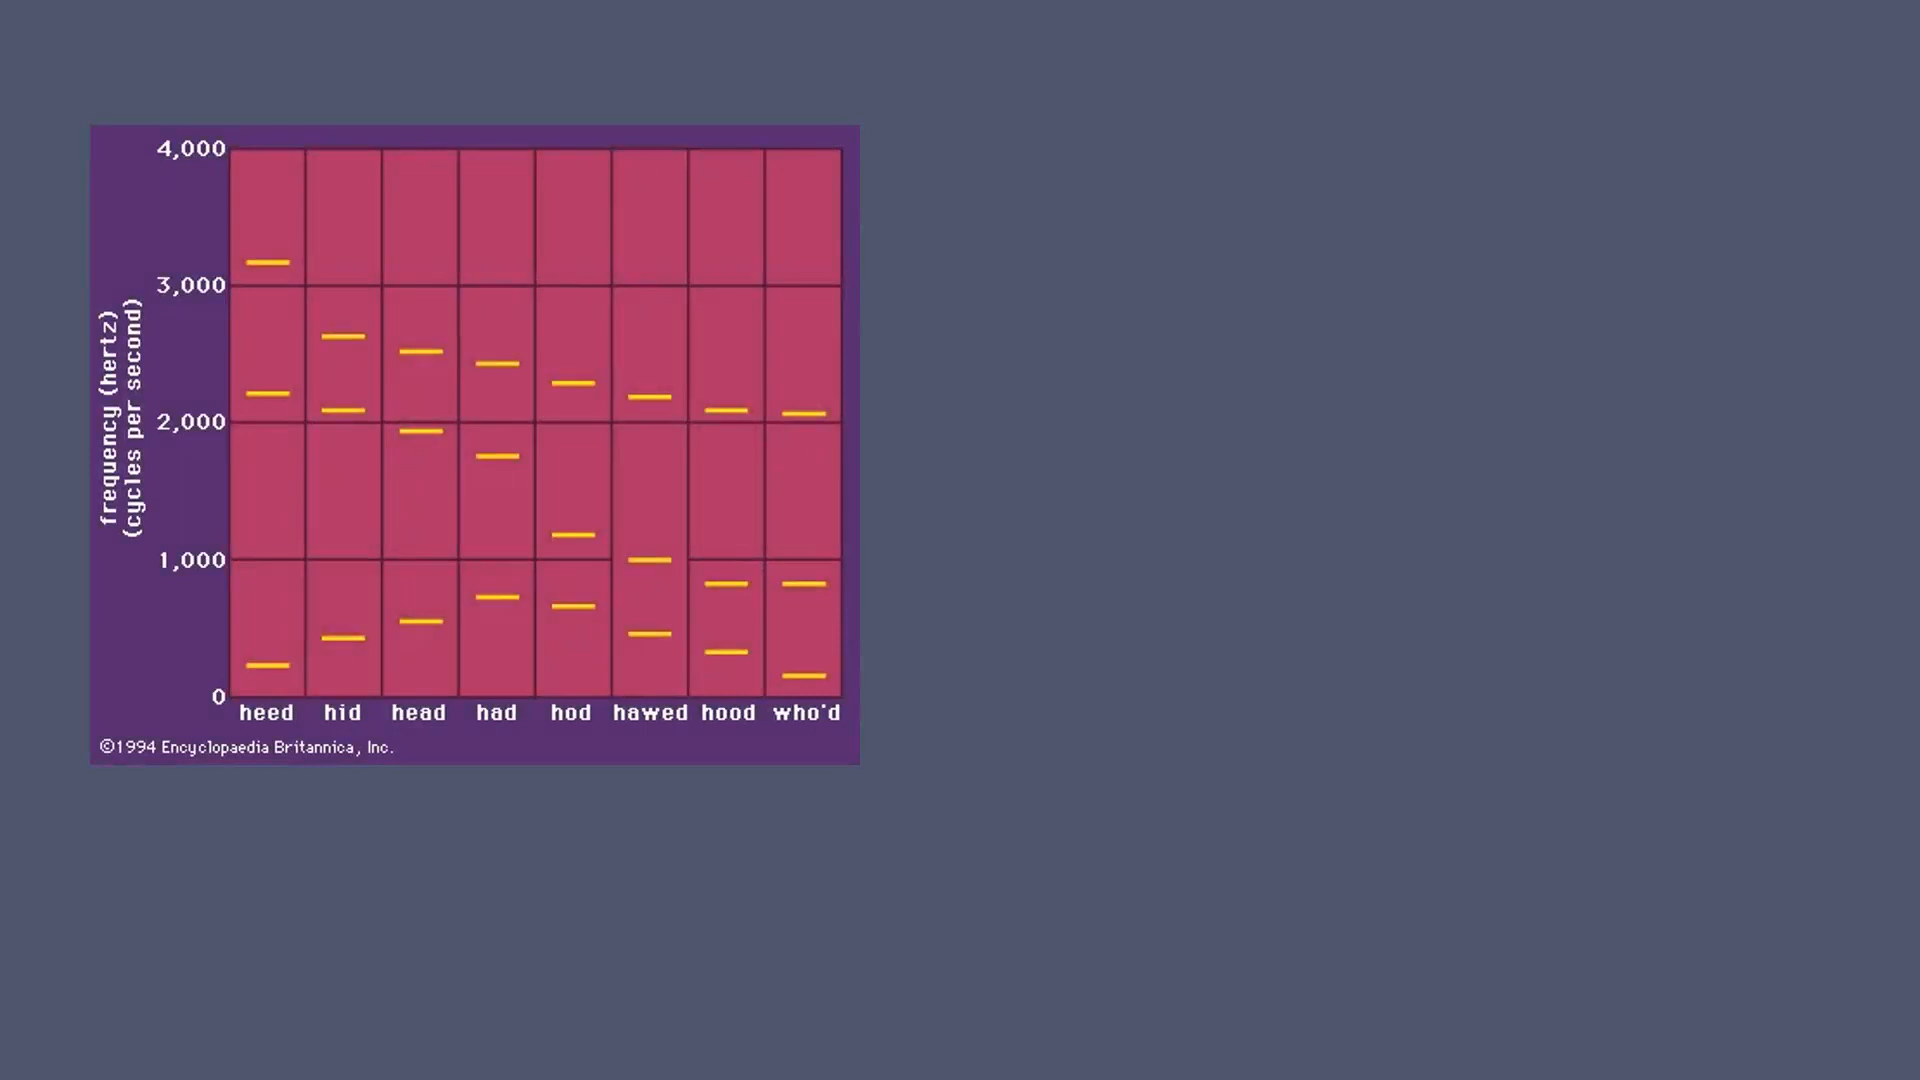 4,000
3,000
2,000
1,000
0
frequency (hertz)
(cycles per second)
heed hid head had hod hawed hood who'd
©1994 Encyclopaedia Britannica, Inc.